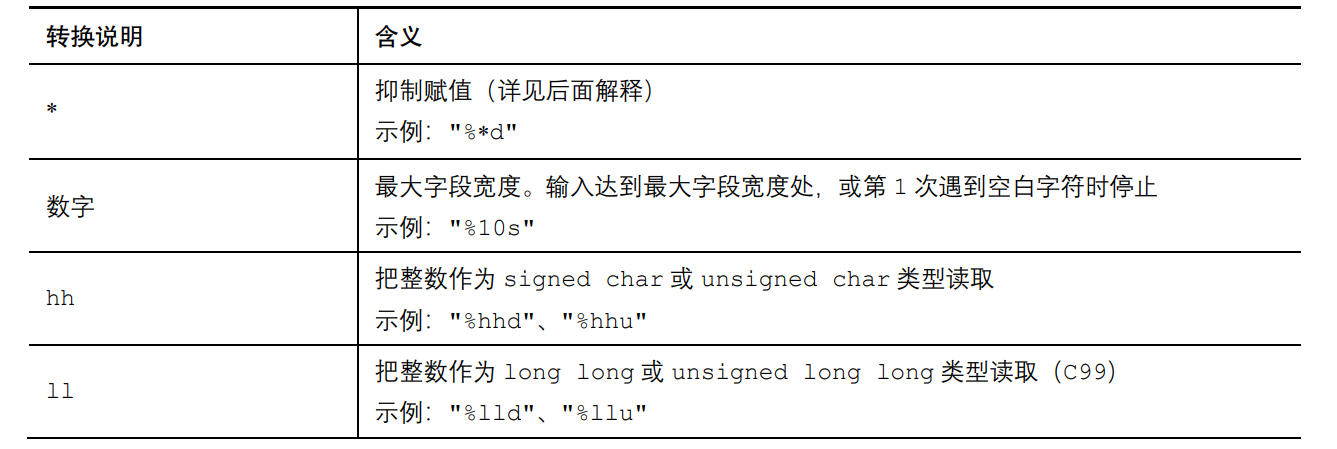 转换说明 含义
* 抑制赋值（详见后面解释）
示例："%*d"
数字 最大字段宽度。输入达到最大字段宽度处，或第 1 次遇到空白字符时停止
示例："%10s"
hh 把整数作为 signed char 或 unsigned char 类型读取
示例："%hhd"、"%hhu"
ll 把整数作为 long long 或 unsigned long long 类型读取（C99）
示例："%lld"、"%llu"